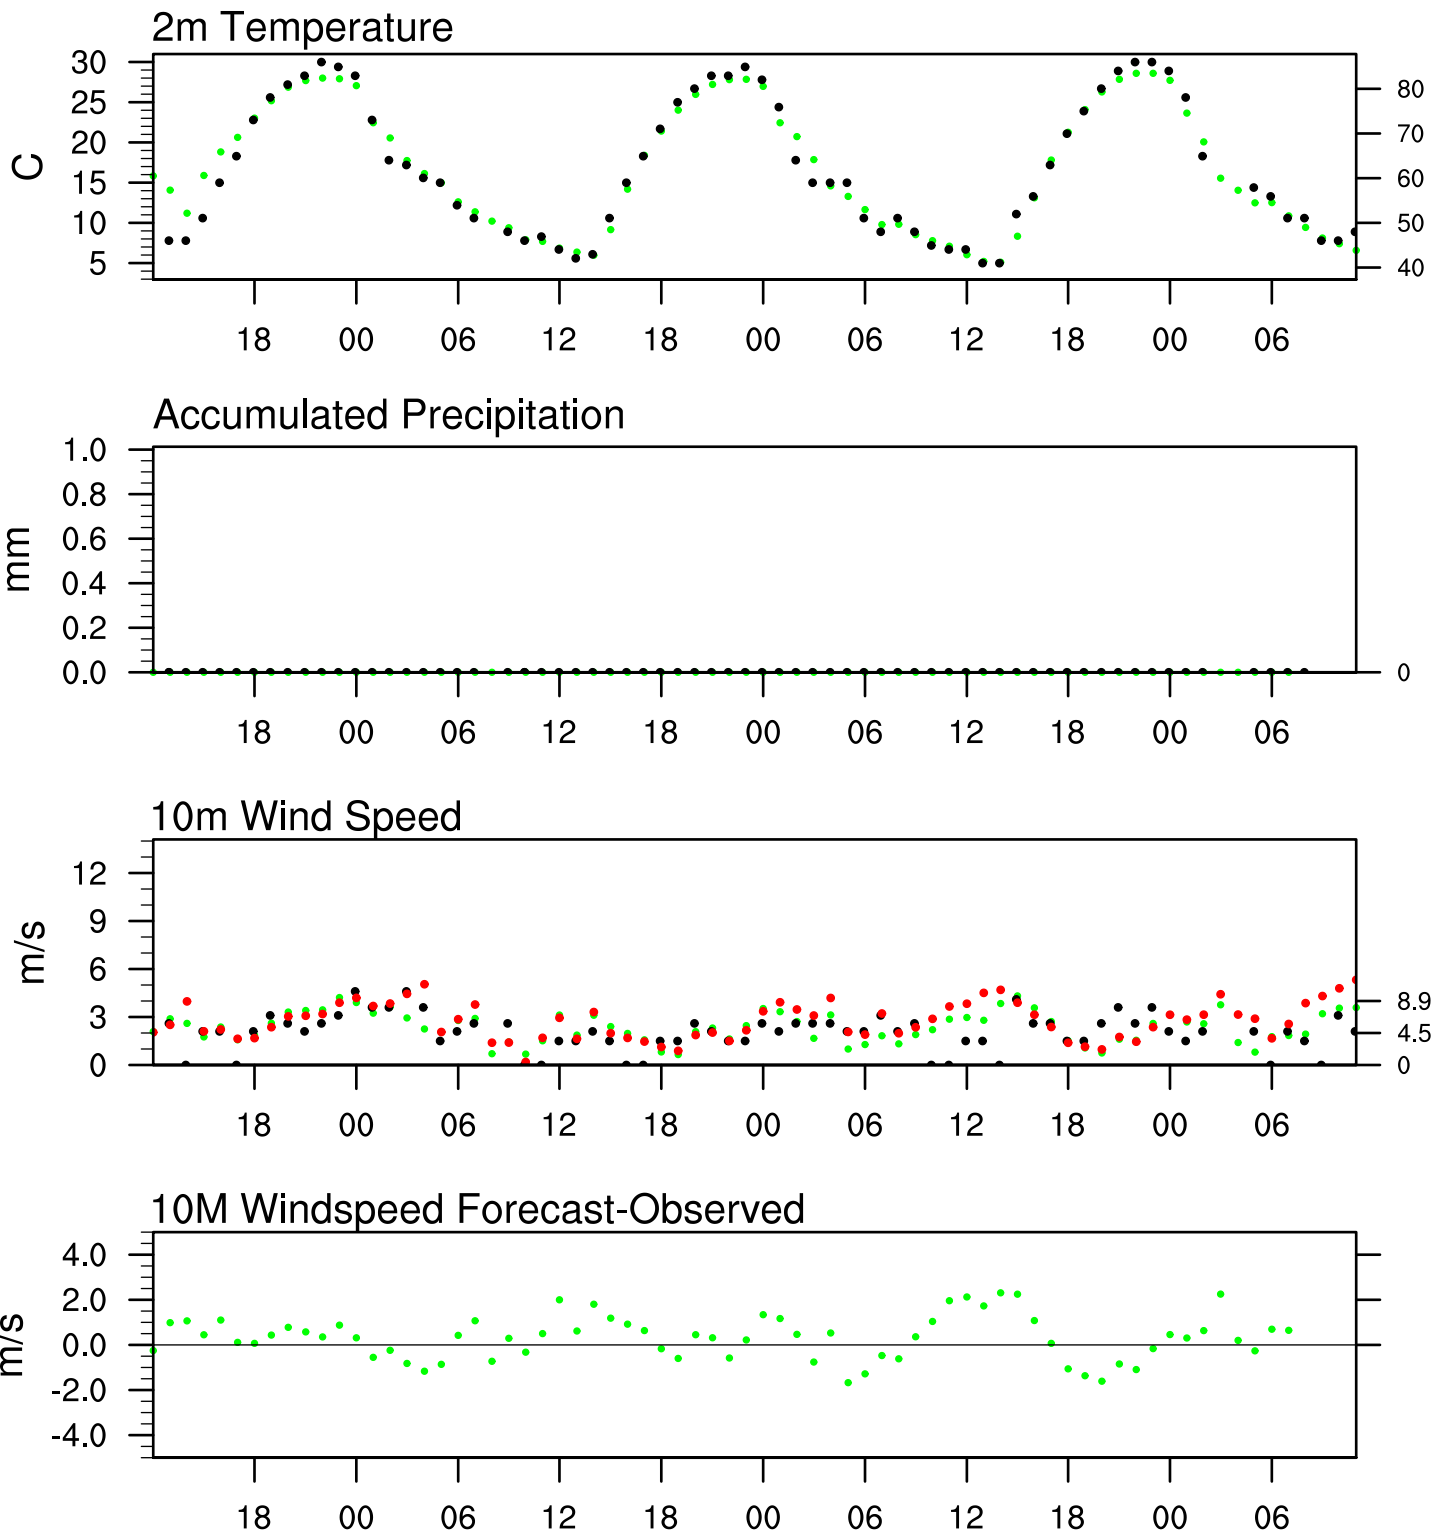 2m Temperature
30
25
20
15
10
5
C
80
70
60
50
40
18 00 06 12 18 00 06 12 18 00 06
Accumulated Precipitation
1.0
0.8
0.6
0.4
0.2
0.0
mm
0
18 00 06 12 18 00 06 12 18 00 06
10m Wind Speed
12
9
6
3
0
m/s
8.9
4.5
0
18 00 06 12 18 00 06 12 18 00 06
10M Windspeed Forecast-Observed
4.0
2.0
0.0
-2.0
-4.0
m/s
18 00 06 12 18 00 06 12 18 00 06